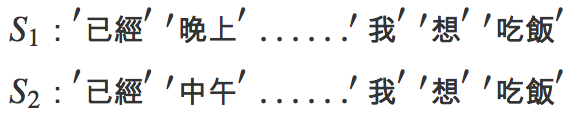 S₁ : '已經' '晚上' ......' 我' '想' '吃飯'
S₂ : '已經' '中午' ......' 我' '想' '吃飯'